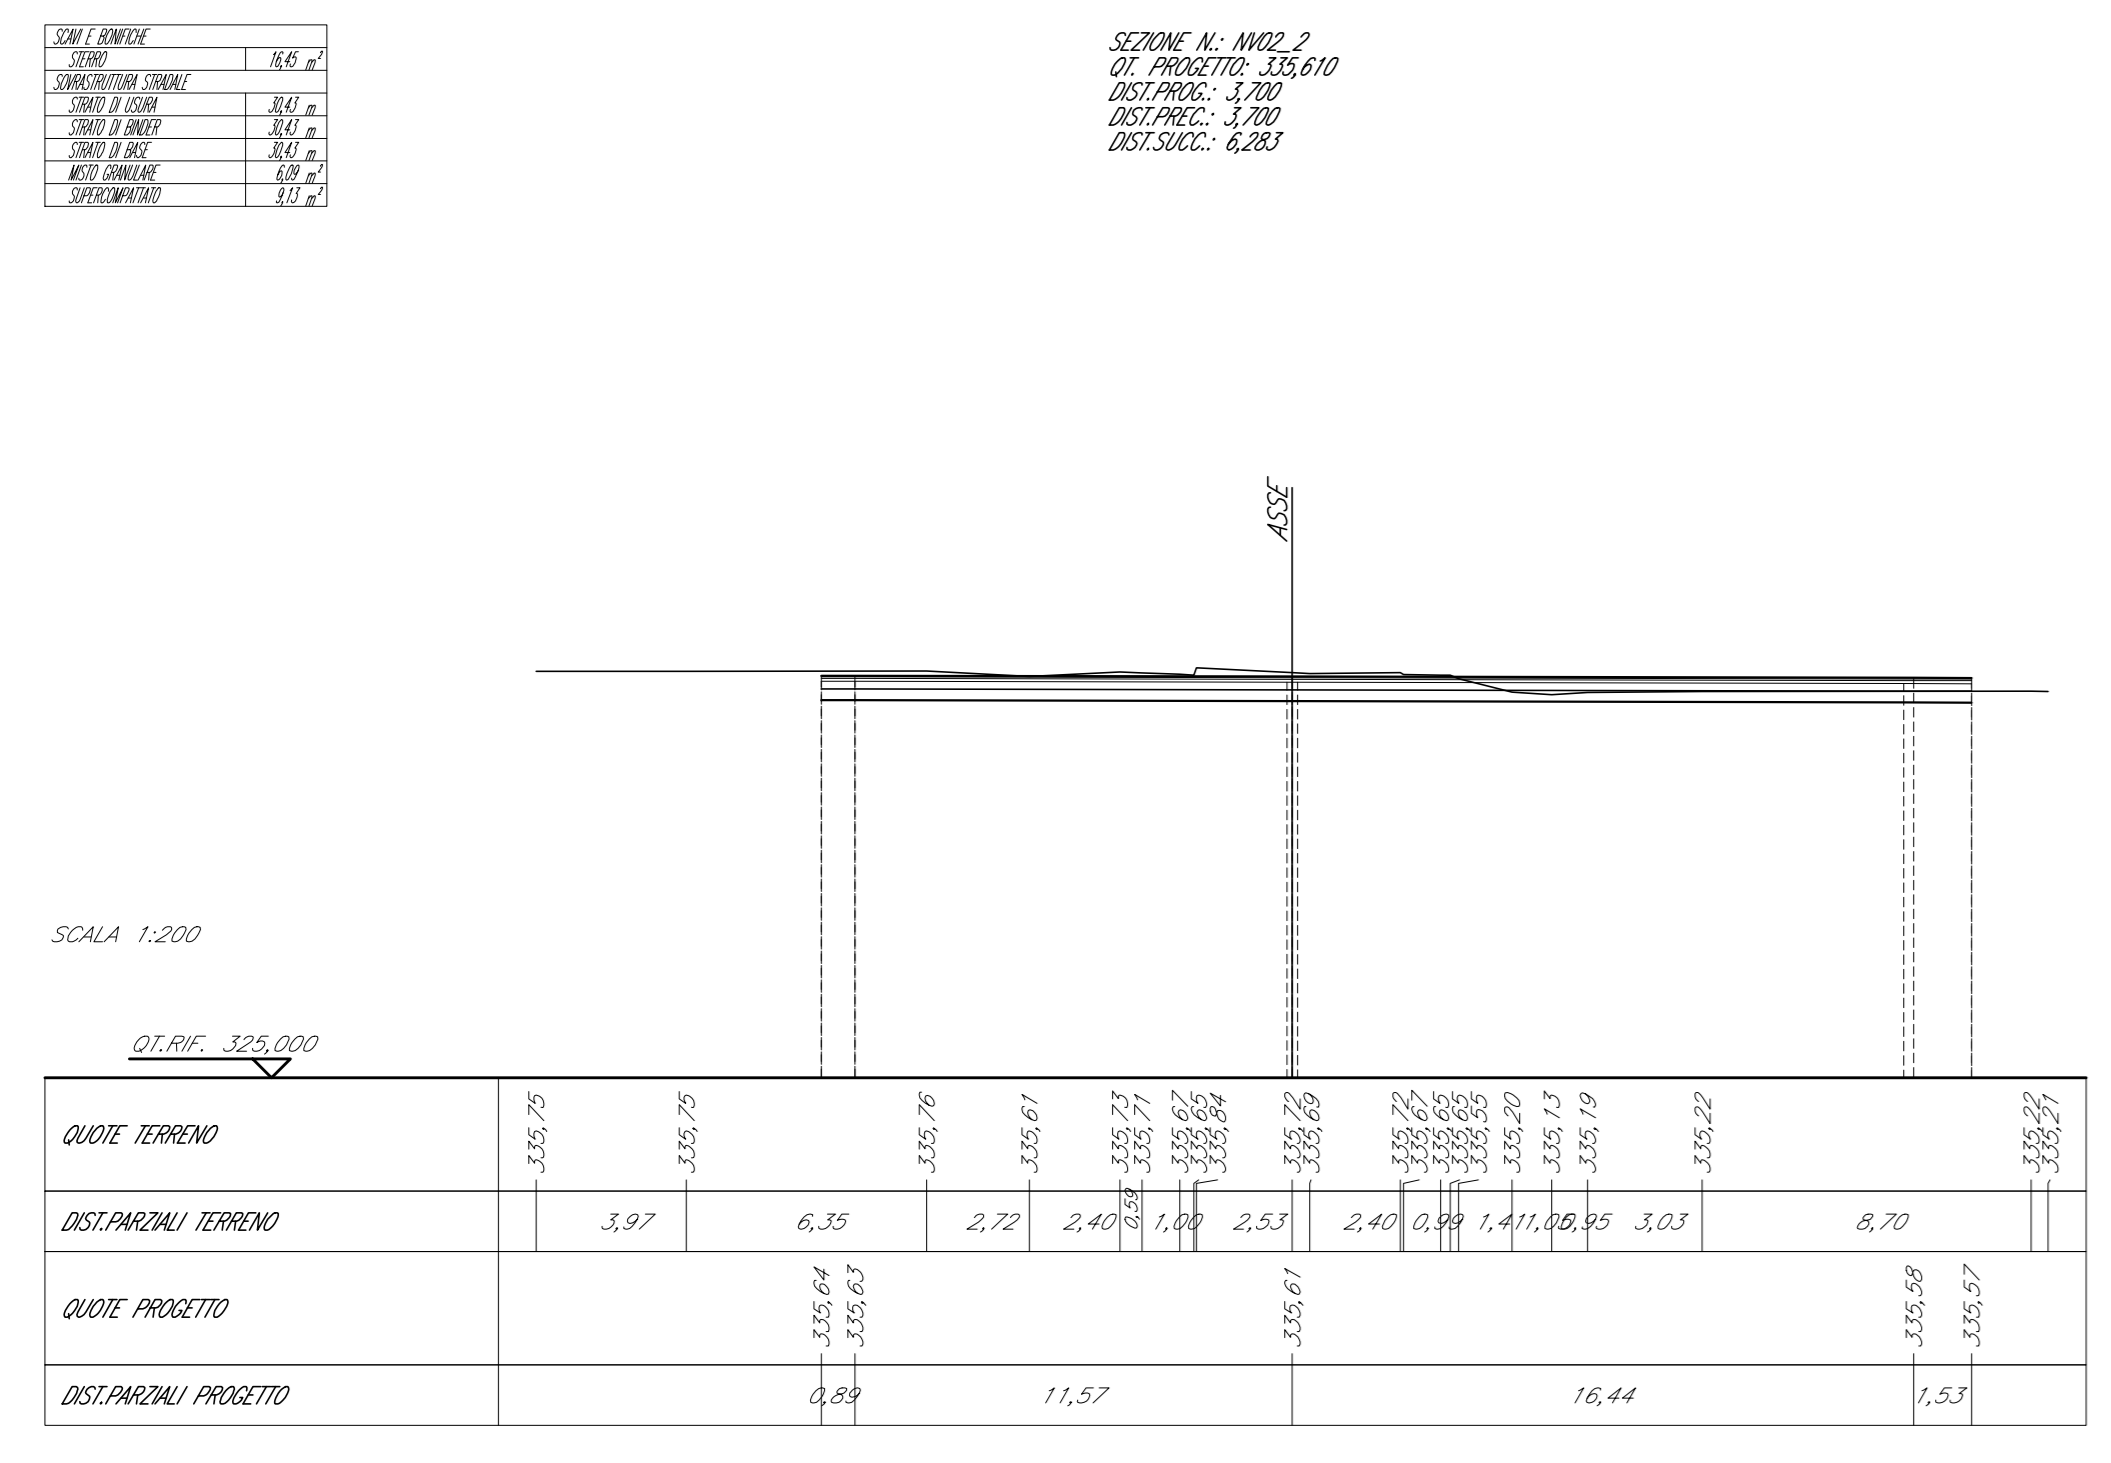 SCAVI E BONIFICHE
STERRO 16,45 m²
SOVRASTRUTTURA STRADALE
STRATO DI USURA 30,43 m
STRATO DI BINDER 30,43 m
STRATO DI BASE 30,43 m
MISTO GRANULARE 6,09 m²
SUPERCOMPATTATO 9,13 m²
SEZIONE N.: NV02_2
QT. PROGETTO: 335,610
DIST.PROG.: 3,700
DIST.PREC.: 3,700
DIST.SUCC.: 6,283
ASSE
SCALA 1:200
QT.RIF. 325,000
QUOTE TERRENO 335,75 335,75 335,76 335,61 335,73 335,71 335,67 335,65 335,84 335,72 335,69 335,72 335,67 335,65 335,65 335,55 335,20 335,13 335,19 335,22 335,22 335,21
DIST.PARZIALI TERRENO 3,97 6,35 2,72 2,40 0,59 1,00 2,53 2,40 0,99 1,41 1,05 0,95 3,03 8,70
QUOTE PROGETTO 335,64 335,63 335,61 335,58 335,57
DIST.PARZIALI PROGETTO 0,89 11,57 16,44 1,53